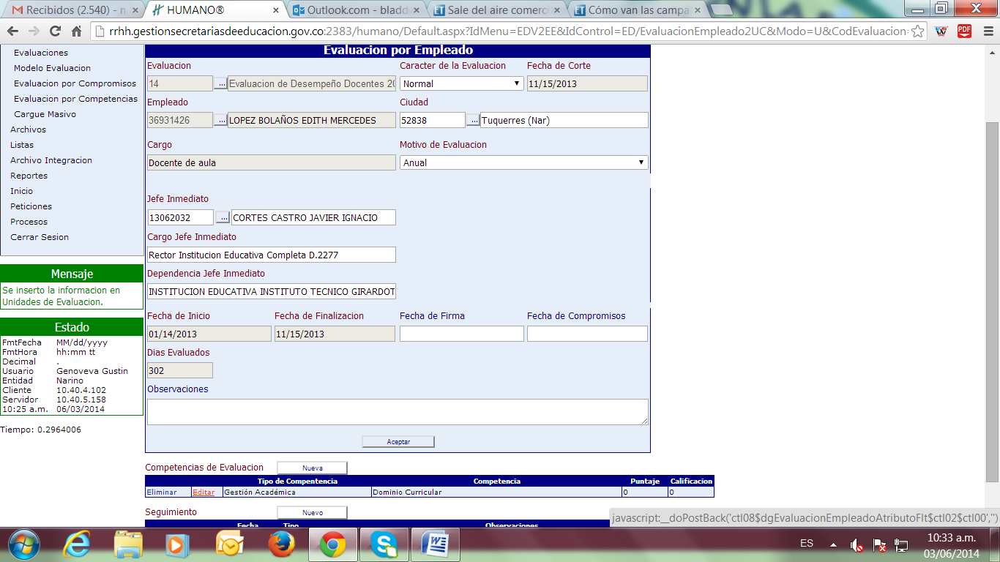 Recibidos (2.540) - n
HUMANO®
Outlook.com - bladd
Sale del aire comerc
Cómo van las campa
rrhh.gestionsecretariasdeeducacion.gov.co:2383/humano/Default.aspx?IdMenu=EDV2EE&IdControl=ED/EvaluacionEmpleado2UC&Modo=U&CodEvaluacion=
PDF
Evaluaciones
Modelo Evaluacion
Evaluacion por Compromisos
Evaluacion por Competencias
Cargue Masivo
Archivos
Listas
Archivo Integracion
Reportes
Inicio
Peticiones
Procesos
Cerrar Sesion
Mensaje
Se inserto la informacion en
Unidades de Evaluacion.
Estado
FmtFecha MM/dd/yyyy
FmtHora hh:mm tt
Decimal .
Usuario Genoveva Gustin
Entidad Narino
Cliente 10.40.4.102
Servidor 10.40.5.158
10:25 a.m. 06/03/2014
Tiempo: 0.2964006
Evaluacion por Empleado
Evaluacion Caracter de la Evaluacion Fecha de Corte
14 ... Evaluacion de Desempeño Docentes 20 Normal 11/15/2013
Empleado Ciudad
36931426 ... LOPEZ BOLAÑOS EDITH MERCEDES 52838 ... Tuquerres (Nar)
Cargo Motivo de Evaluacion
Docente de aula Anual
Jefe Inmediato
13062032 ... CORTES CASTRO JAVIER IGNACIO
Cargo Jefe Inmediato
Rector Institucion Educativa Completa D.2277
Dependencia Jefe Inmediato
INSTITUCION EDUCATIVA INSTITUTO TECNICO GIRARDOT
Fecha de Inicio Fecha de Finalizacion Fecha de Firma Fecha de Compromisos
01/14/2013 11/15/2013
Dias Evaluados
302
Observaciones
Aceptar
Competencias de Evaluacion Nueva
Tipo de Compentencia Competencia Puntaje Calificacion
Eliminar Editar Gestión Académica Dominio Curricular 0 0
Seguimiento Nuevo
Fecha Tipo Observaciones
javascript:__doPostBack('ctl08$dgEvaluacionEmpleadoAtributoFlt$ctl02$ctl00','')
ES
10:33 a.m.
03/06/2014